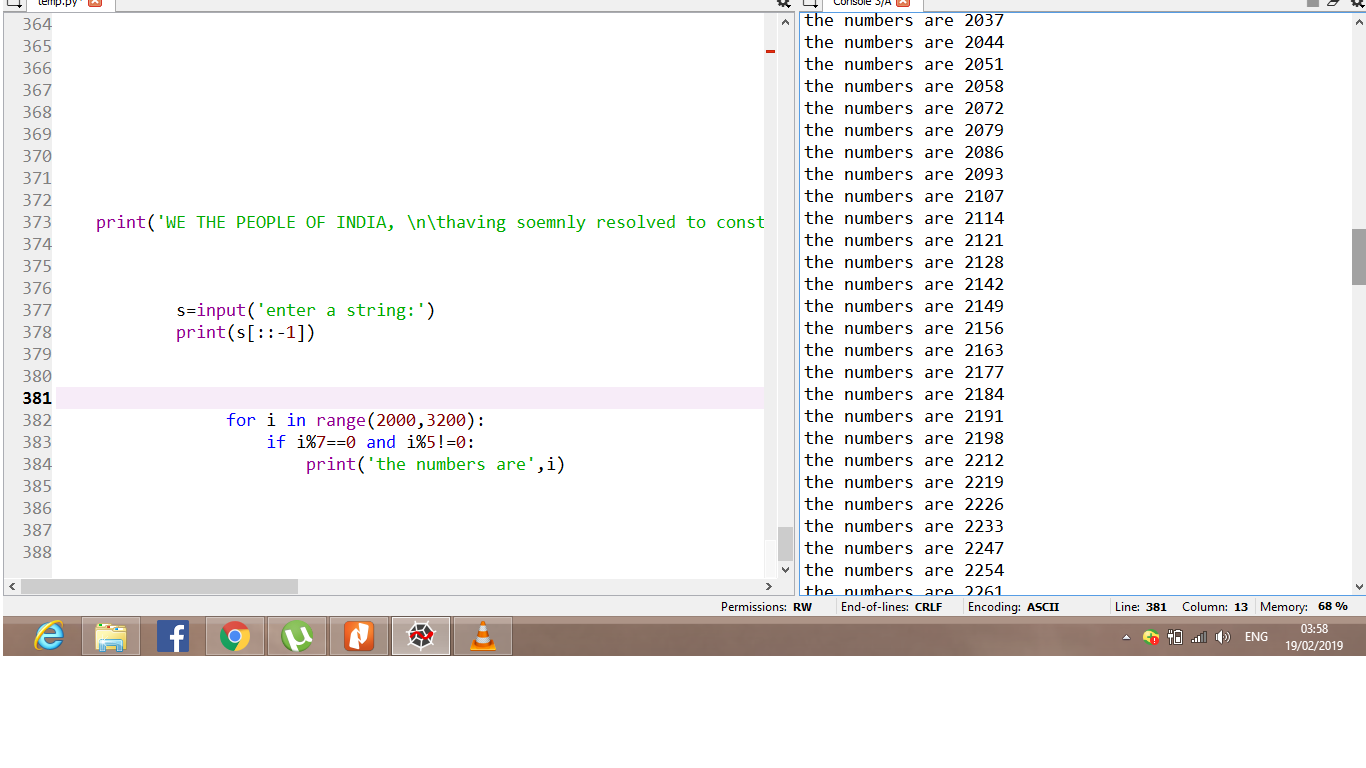 temp.py*
Console 3/A
364
365
366
367
368
369
370
371
372
373 print('WE THE PEOPLE OF INDIA, \n\thaving soemnly resolved to const
374
375
376
377 s=input('enter a string:')
378 print(s[::-1])
379
380
381
382 for i in range(2000,3200):
383 if i%7==0 and i%5!=0:
384 print('the numbers are',i)
385
386
387
388
the numbers are 2037
the numbers are 2044
the numbers are 2051
the numbers are 2058
the numbers are 2072
the numbers are 2079
the numbers are 2086
the numbers are 2093
the numbers are 2107
the numbers are 2114
the numbers are 2121
the numbers are 2128
the numbers are 2142
the numbers are 2149
the numbers are 2156
the numbers are 2163
the numbers are 2177
the numbers are 2184
the numbers are 2191
the numbers are 2198
the numbers are 2212
the numbers are 2219
the numbers are 2226
the numbers are 2233
the numbers are 2247
the numbers are 2254
the numbers are 2261
Permissions: RW End-of-lines: CRLF Encoding: ASCII Line: 381 Column: 13 Memory: 68 %
ENG
03:58
19/02/2019